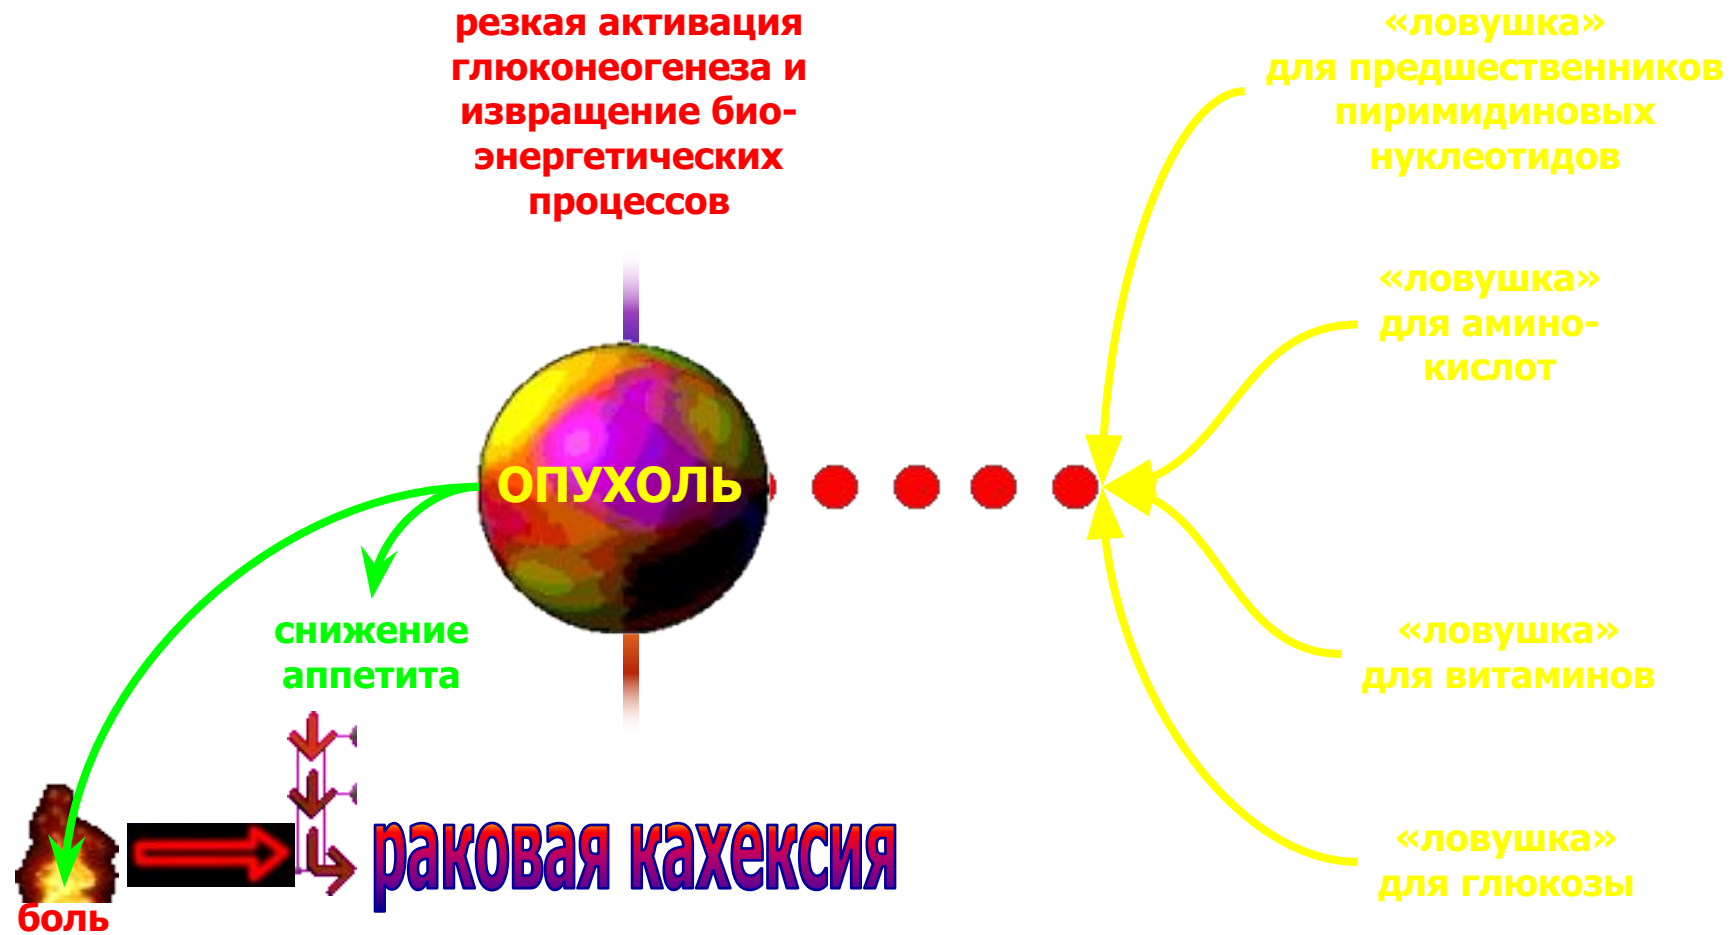 резкая активация
глюконеогенеза и
извращение био-
энергетических
процессов
«ловушка»
для предшественников
пиримидиновых
нуклеотидов
«ловушка»
для амино-
кислот
ОПУХОЛЬ
снижение
аппетита
«ловушка»
для витаминов
раковая кахексия
«ловушка»
для глюкозы
боль